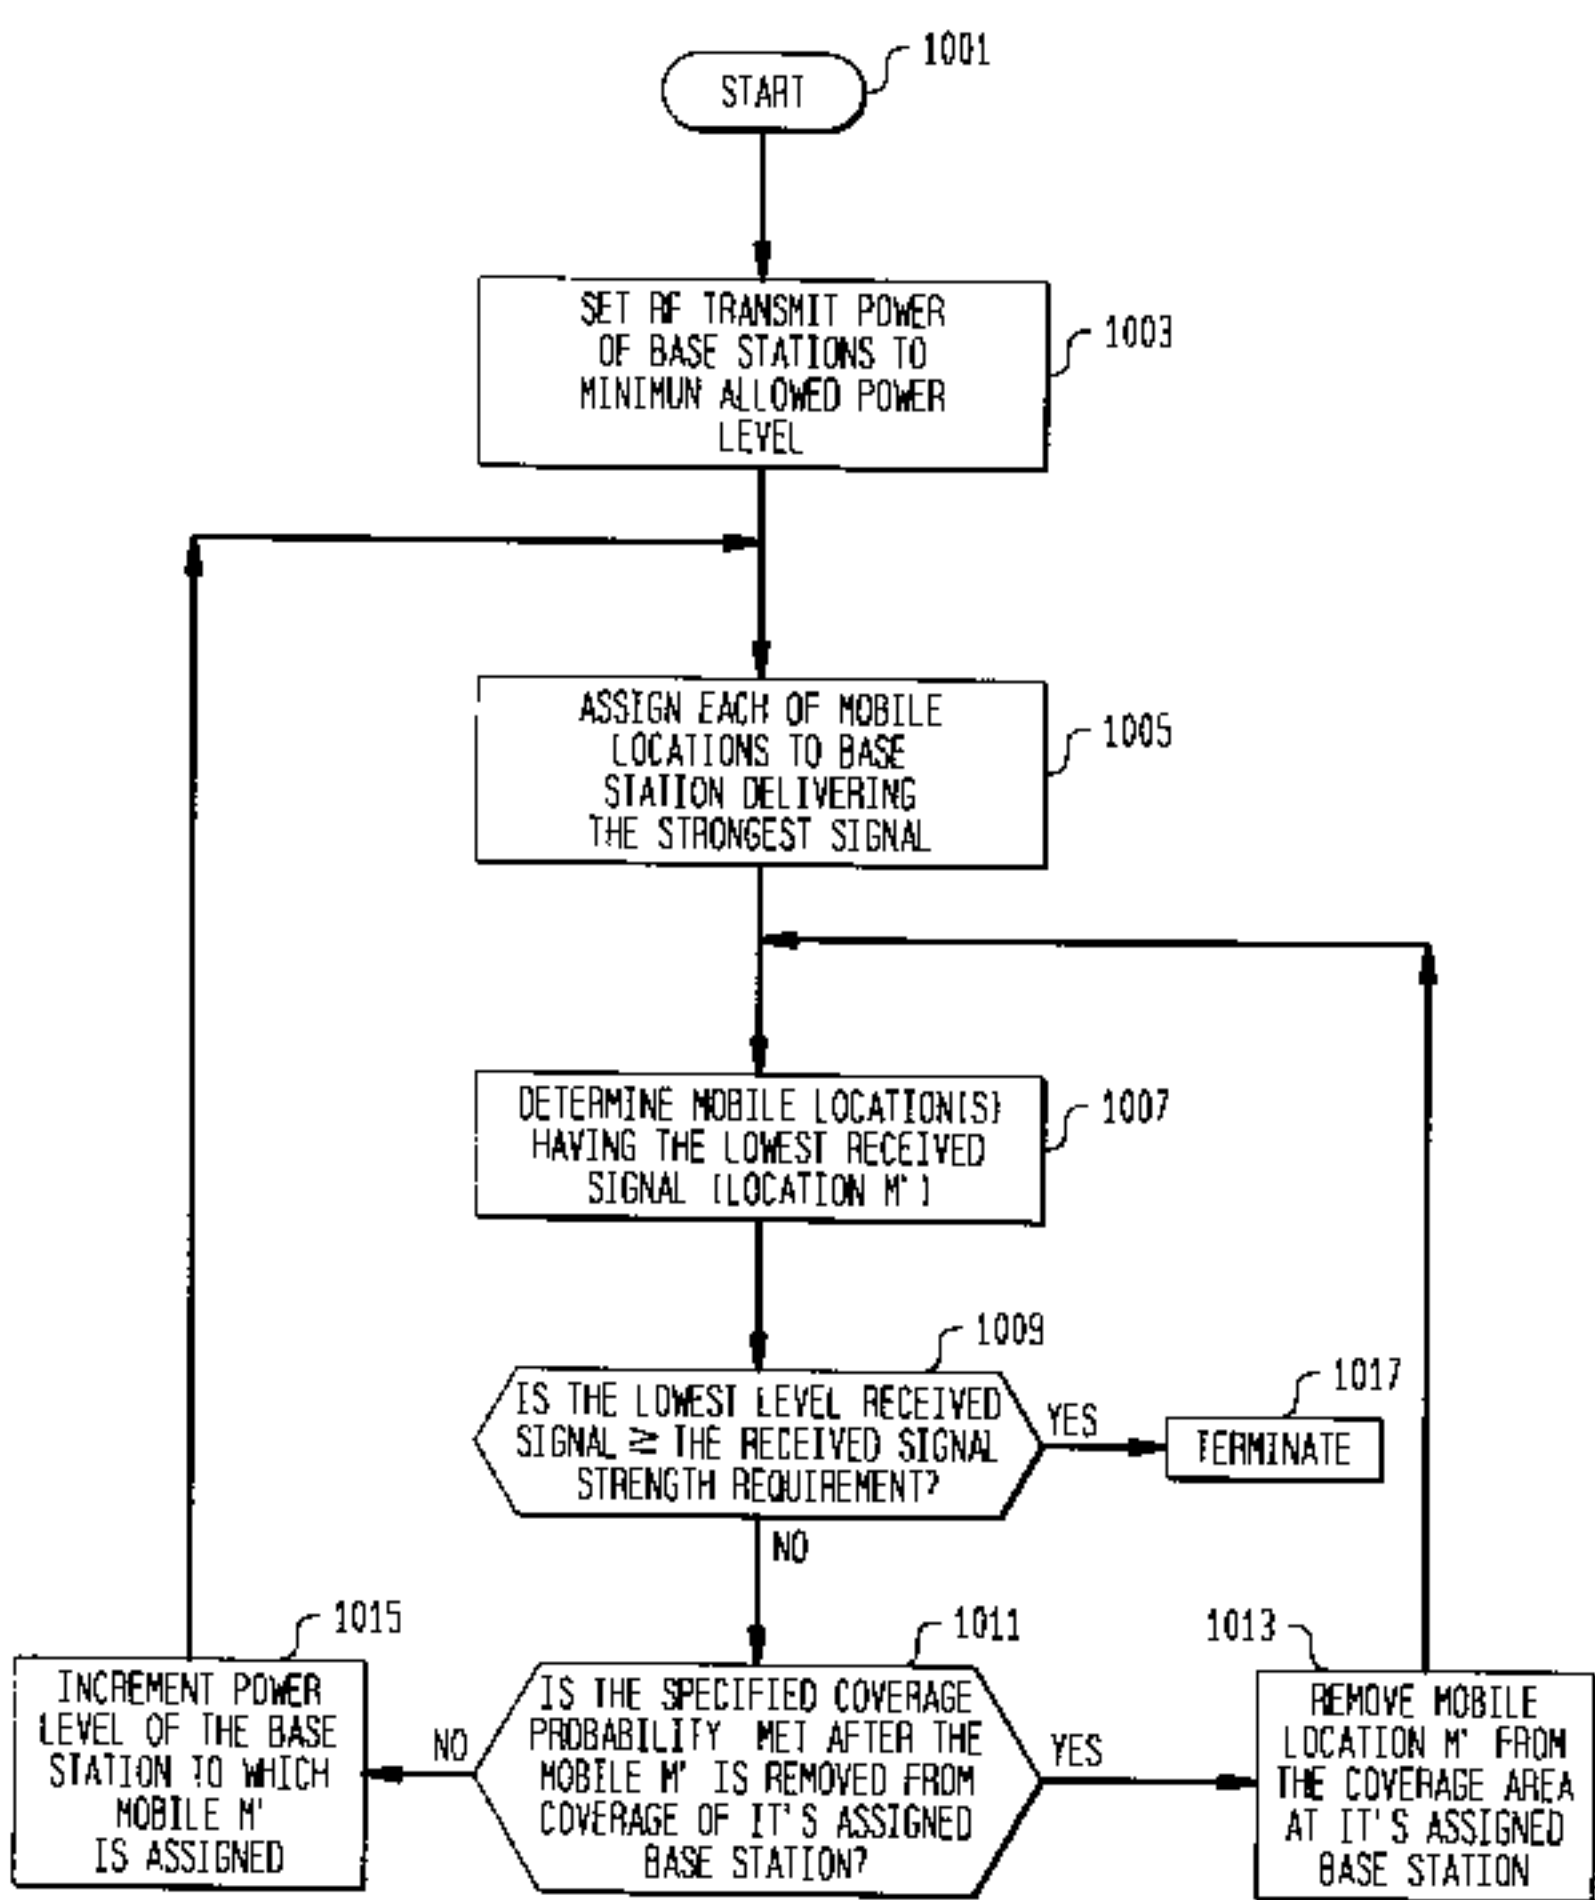 START
1001
SET RF TRANSMIT POWER
OF BASE STATIONS TO
MINIMUN ALLOWED POWER
LEVEL
1003
ASSIGN EACH OF MOBILE
LOCATIONS TO BASE
STATION DELIVERING
THE STRONGEST SIGNAL
1005
DETERMINE MOBILE LOCATION(S)
HAVING THE LOWEST RECEIVED
SIGNAL (LOCATION M')
1007
IS THE LOWEST LEVEL RECEIVED
SIGNAL ≥ THE RECEIVED SIGNAL
STRENGTH REQUIREMENT?
1009
YES
TERMINATE
1017
NO
IS THE SPECIFIED COVERAGE
PROBABILITY MET AFTER THE
MOBILE M' IS REMOVED FROM
COVERAGE OF IT'S ASSIGNED
BASE STATION?
1011
NO
INCREMENT POWER
LEVEL OF THE BASE
STATION TO WHICH
MOBILE M'
IS ASSIGNED
1015
YES
REMOVE MOBILE
LOCATION M' FROM
THE COVERAGE AREA
AT IT'S ASSIGNED
BASE STATION
1013